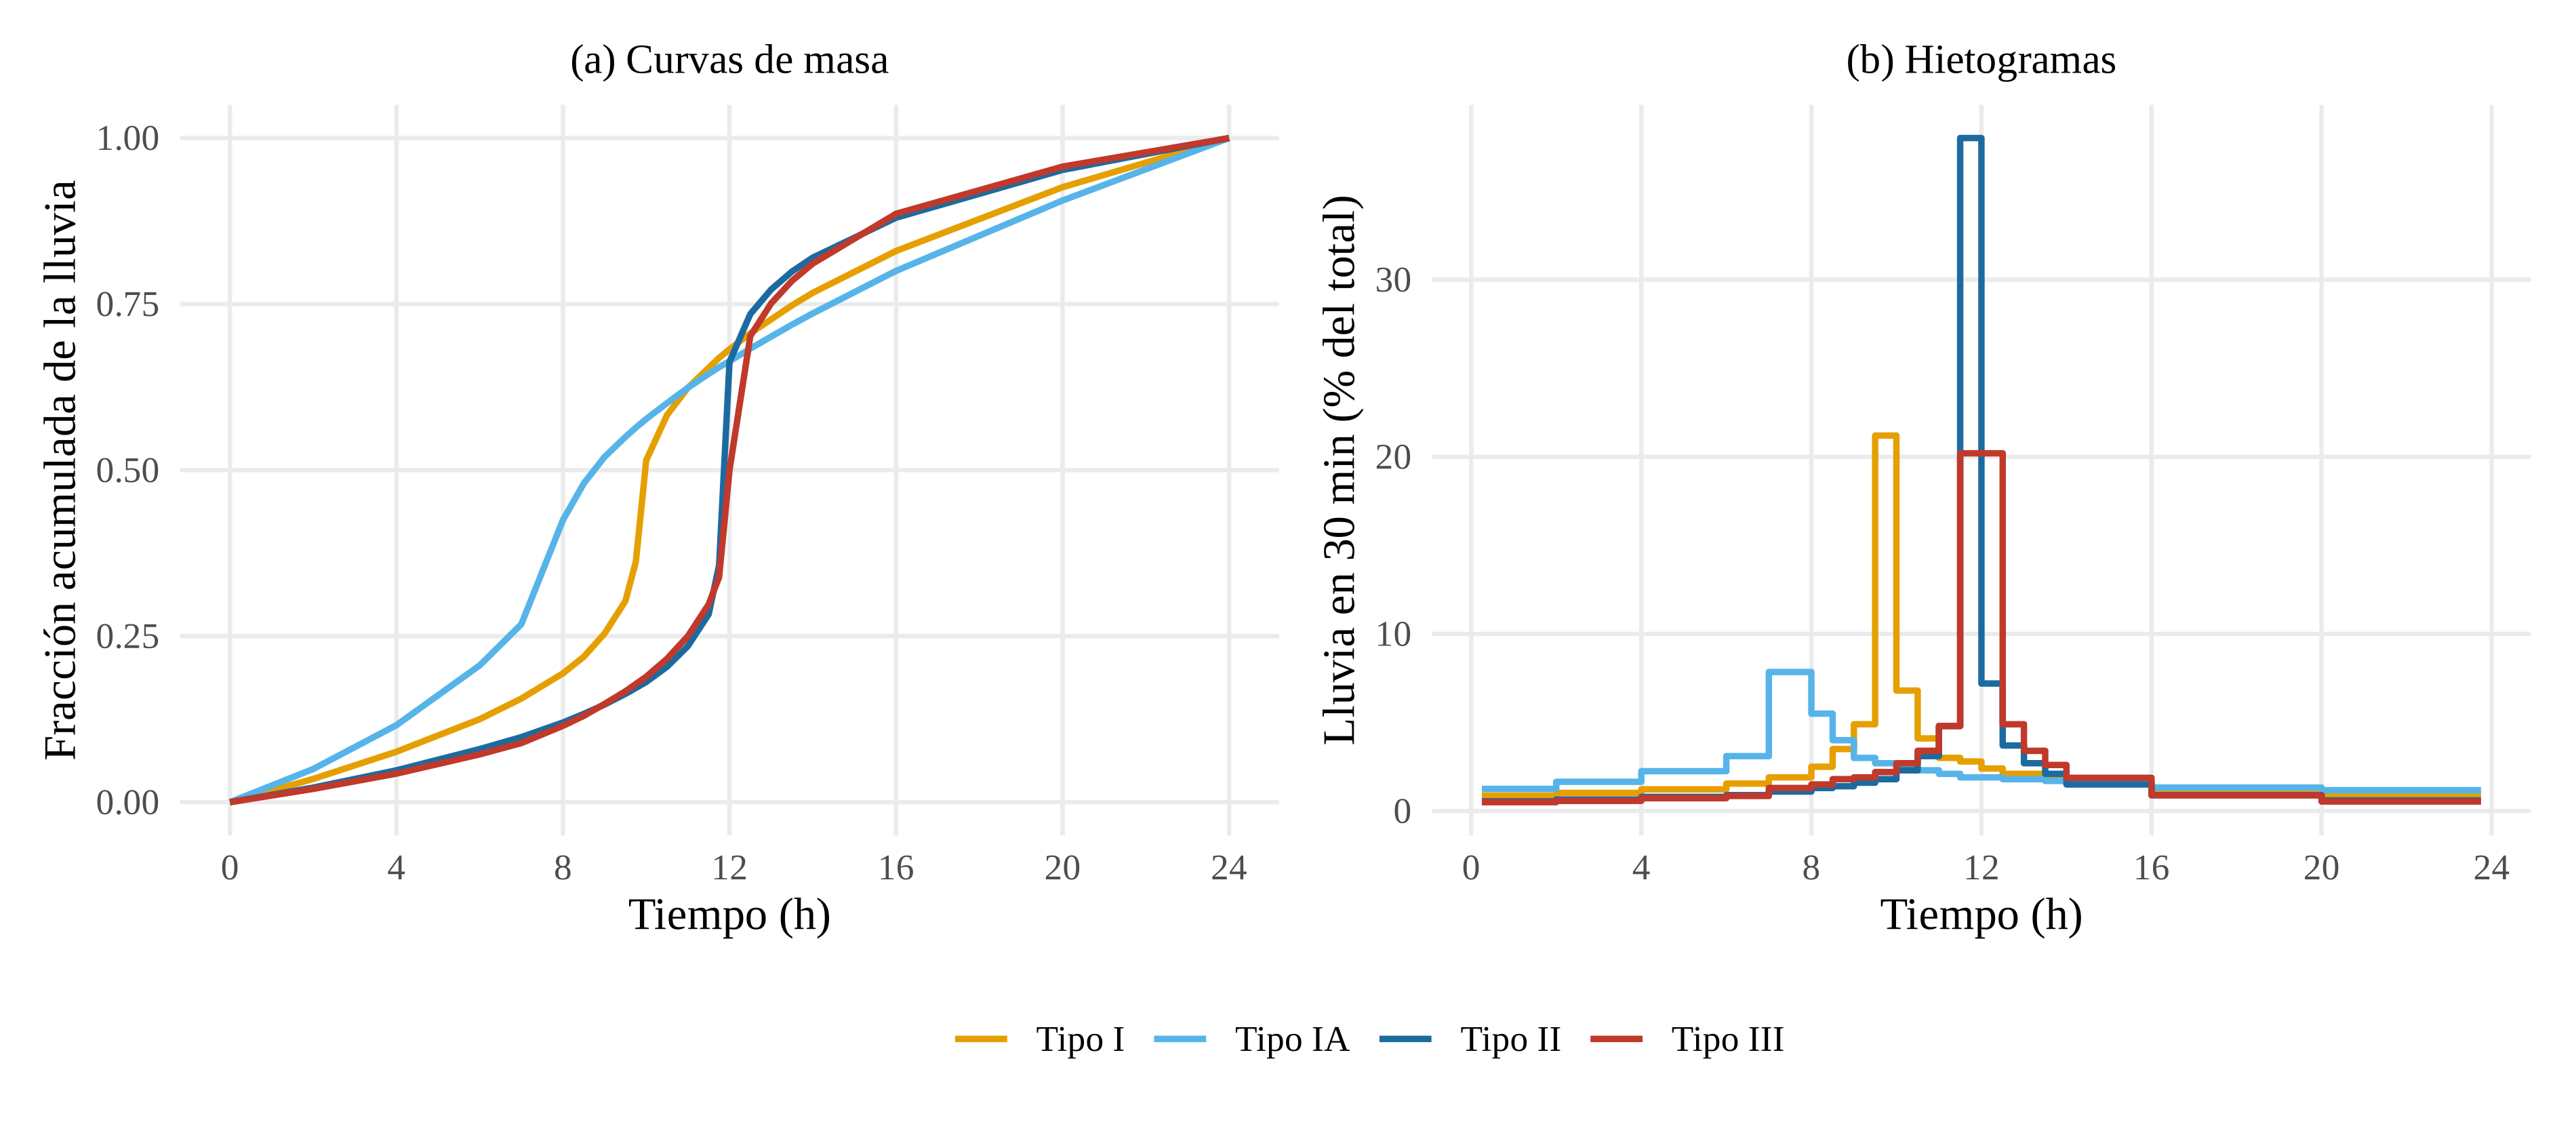 (a) Curvas de masa
Fracción acumulada de la lluvia
1.00
0.75
0.50
0.25
0.00
0 4 8 12 16 20 24
Tiempo (h)
(b) Hietogramas
Lluvia en 30 min (% del total)
30
20
10
0
0 4 8 12 16 20 24
Tiempo (h)
Tipo I Tipo IA Tipo II Tipo III